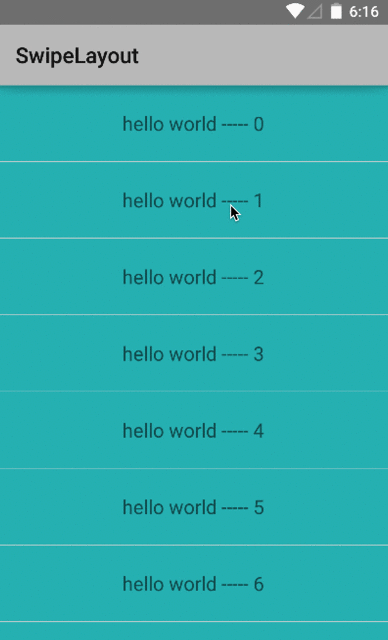 6:16
SwipeLayout
hello world ----- 0
hello world ----- 1
hello world ----- 2
hello world ----- 3
hello world ----- 4
hello world ----- 5
hello world ----- 6